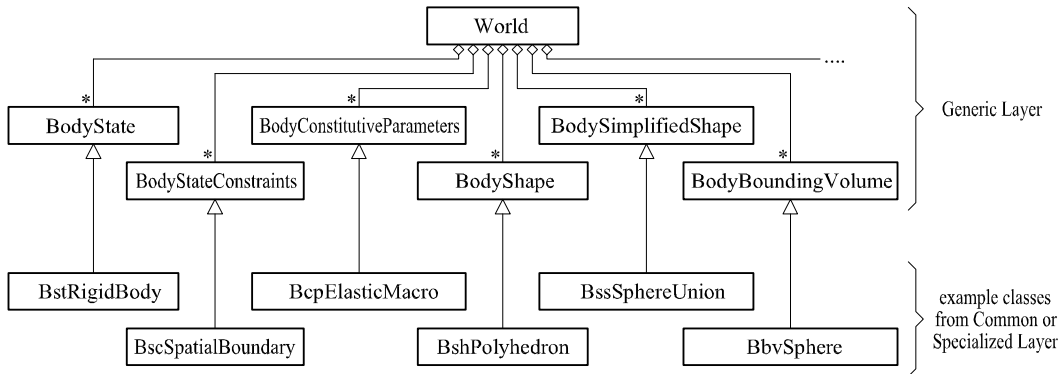 World
....
* * *
BodyState
BodyConstitutiveParameters
BodySimplifiedShape
Generic Layer
* * *
BodyStateConstraints
BodyShape
BodyBoundingVolume
BstRigidBody
BcpElasticMacro
BssSphereUnion
example classes
from Common or
Specialized Layer
BscSpatialBoundary
BshPolyhedron
BbvSphere